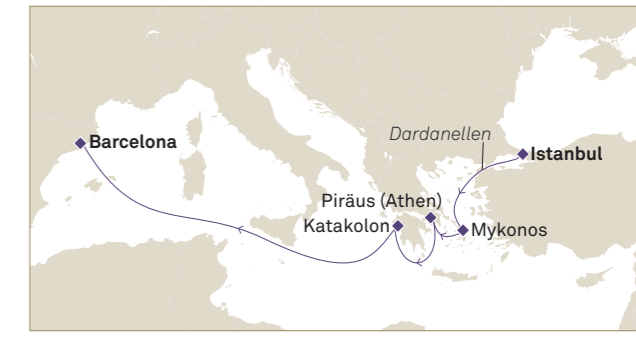 Barcelona
Dardanellen
Istanbul
Piräus (Athen)
Katakolon
Mykonos